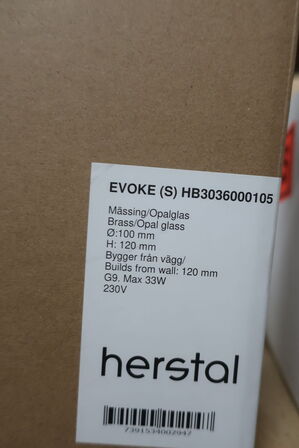 EVOKE (S) HB3036000105
Mässing/Opalglas
Brass/Opal glass
Ø:100 mm
H: 120 mm
Bygger från vägg/
Builds from wall: 120 mm
G9. Max 33W
230V
herstal
7391534002947